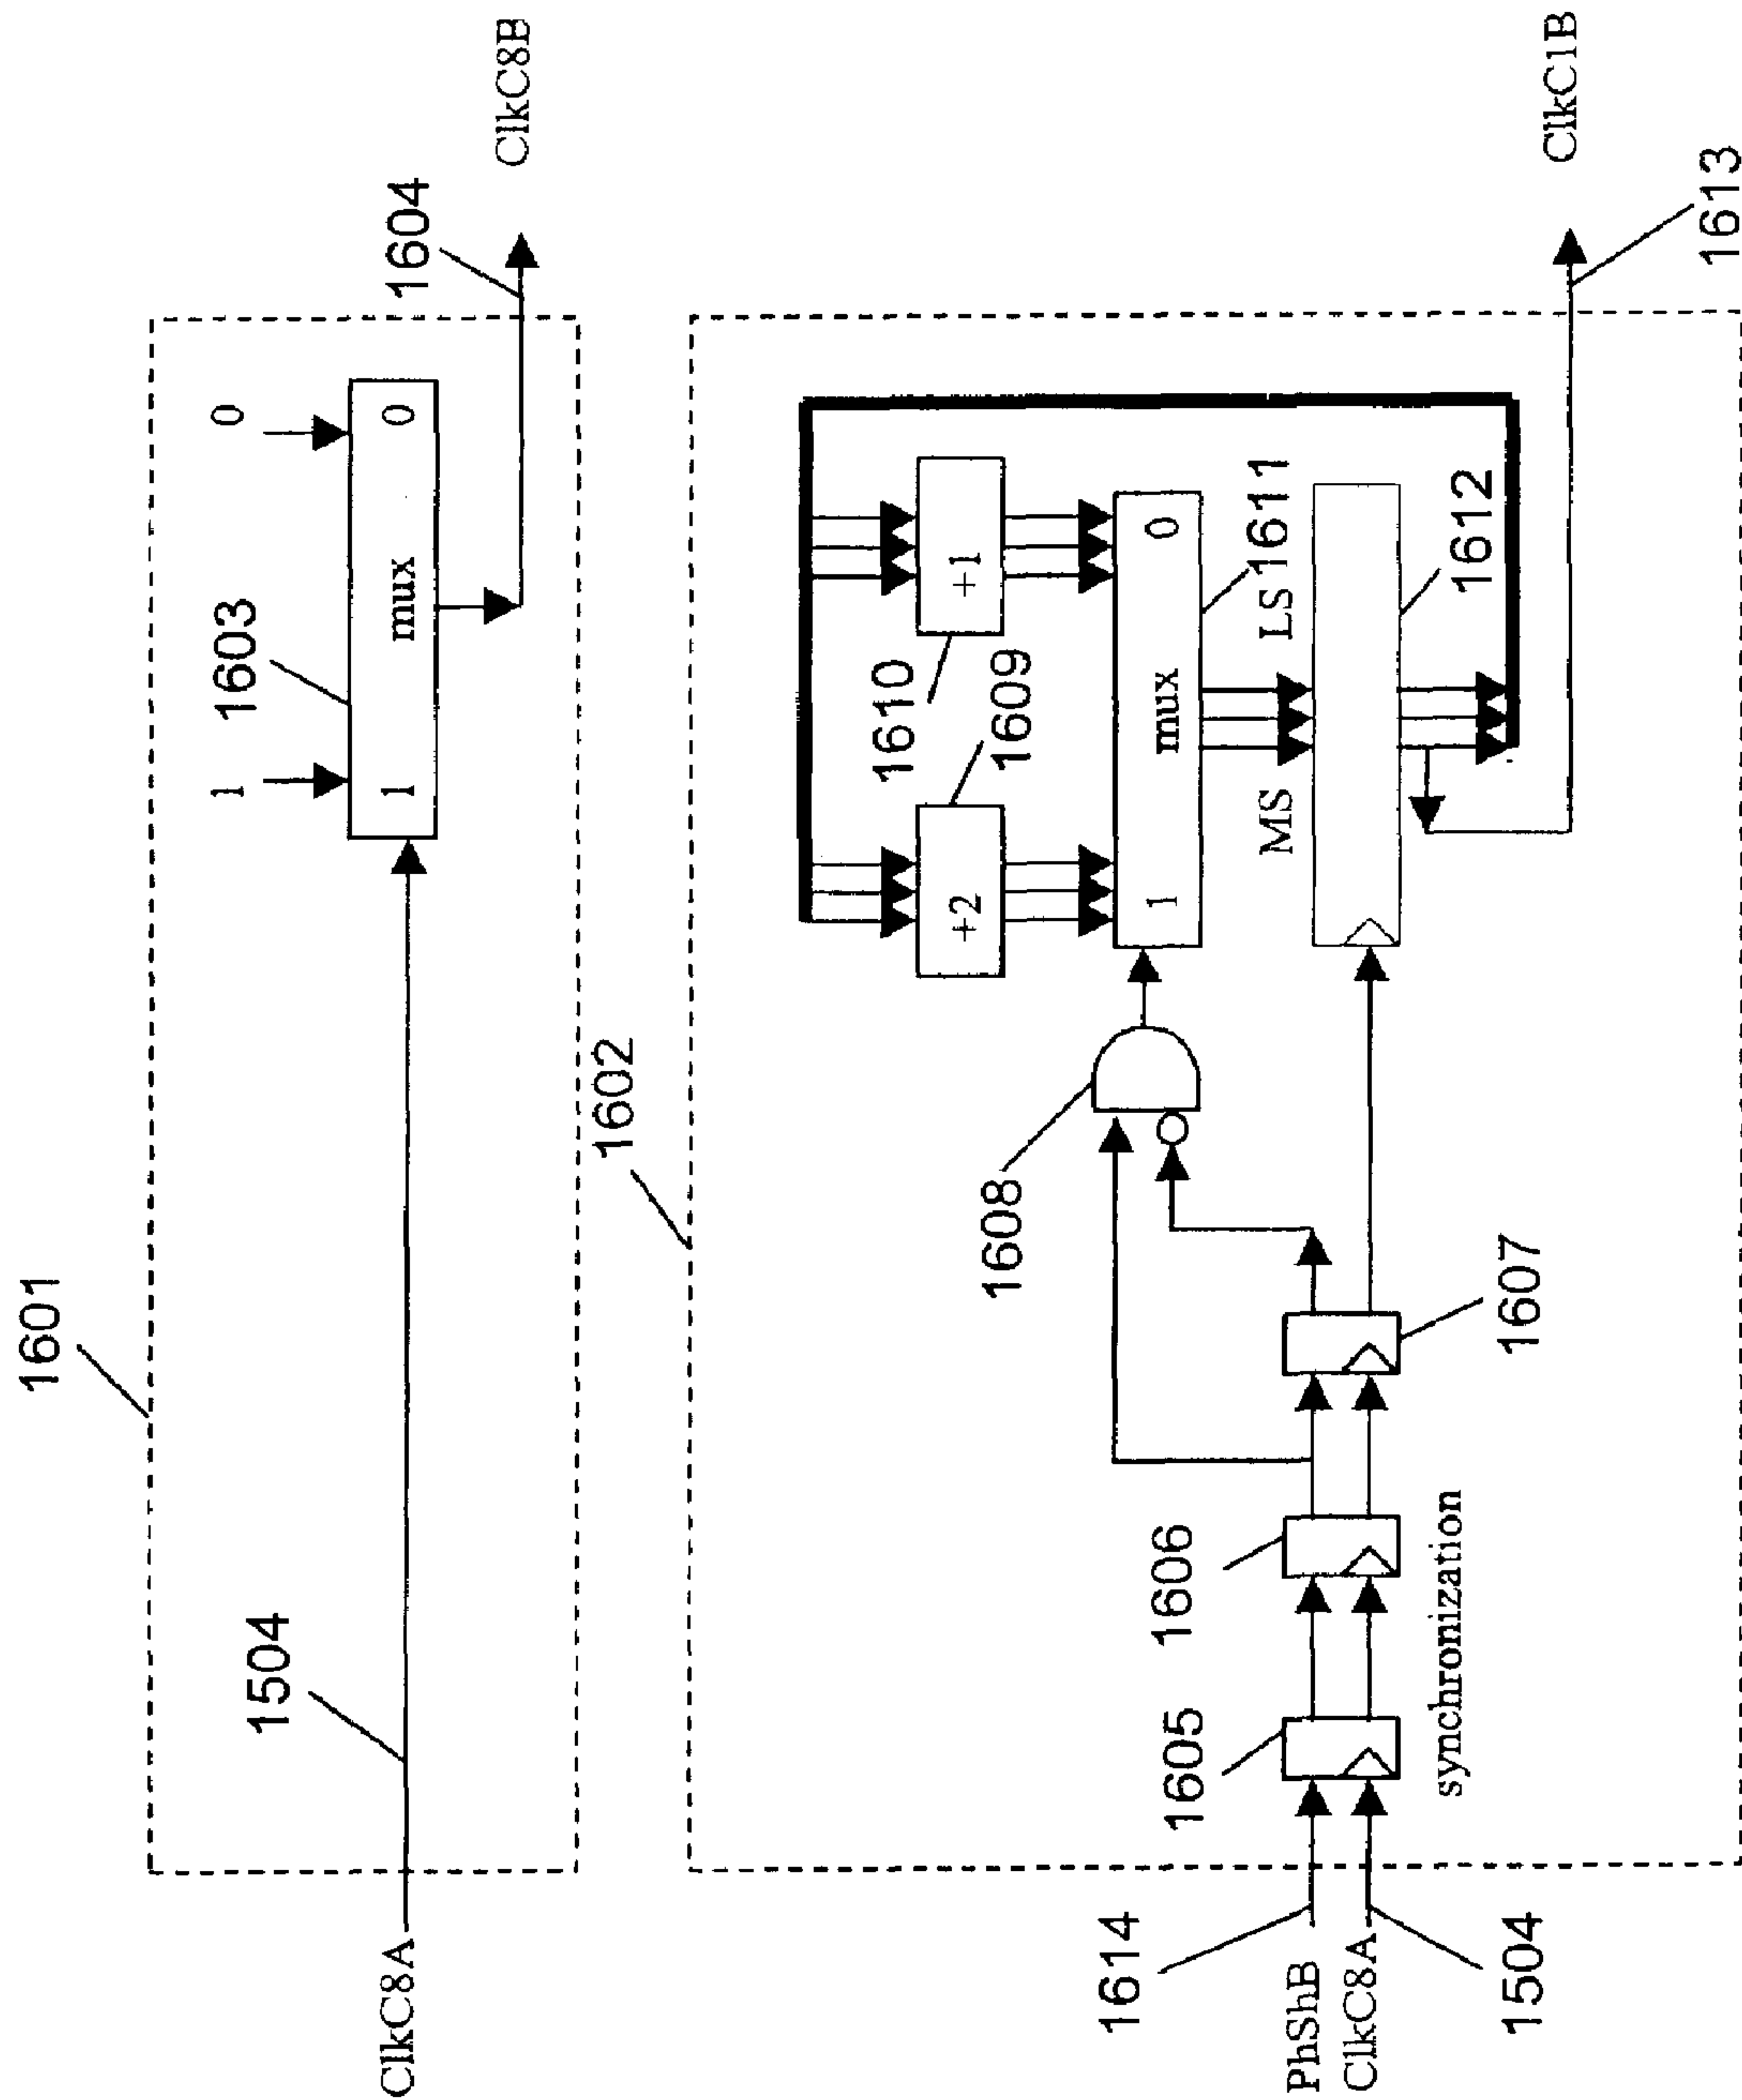 1601
ClkC8A
1504
1603
1
0
1
mux
0
1604
ClkC8B
1602
1610
1609
+2
+1
1608
1
mux
0
1611
MS
LS
1612
1614
PhShB
ClkC8A
1504
1605
1606
1607
synchronization
1613
ClkC1B